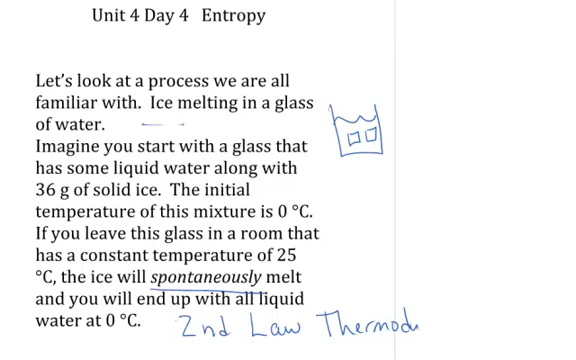 Unit 4 Day 4 Entropy
Let's look at a process we are all
familiar with. Ice melting in a glass
of water.
Imagine you start with a glass that
has some liquid water along with
36 g of solid ice. The initial
temperature of this mixture is 0 °C.
If you leave this glass in a room that
has a constant temperature of 25
°C, the ice will spontaneously melt
and you will end up with all liquid
water at 0 °C.
2nd Law Thermod